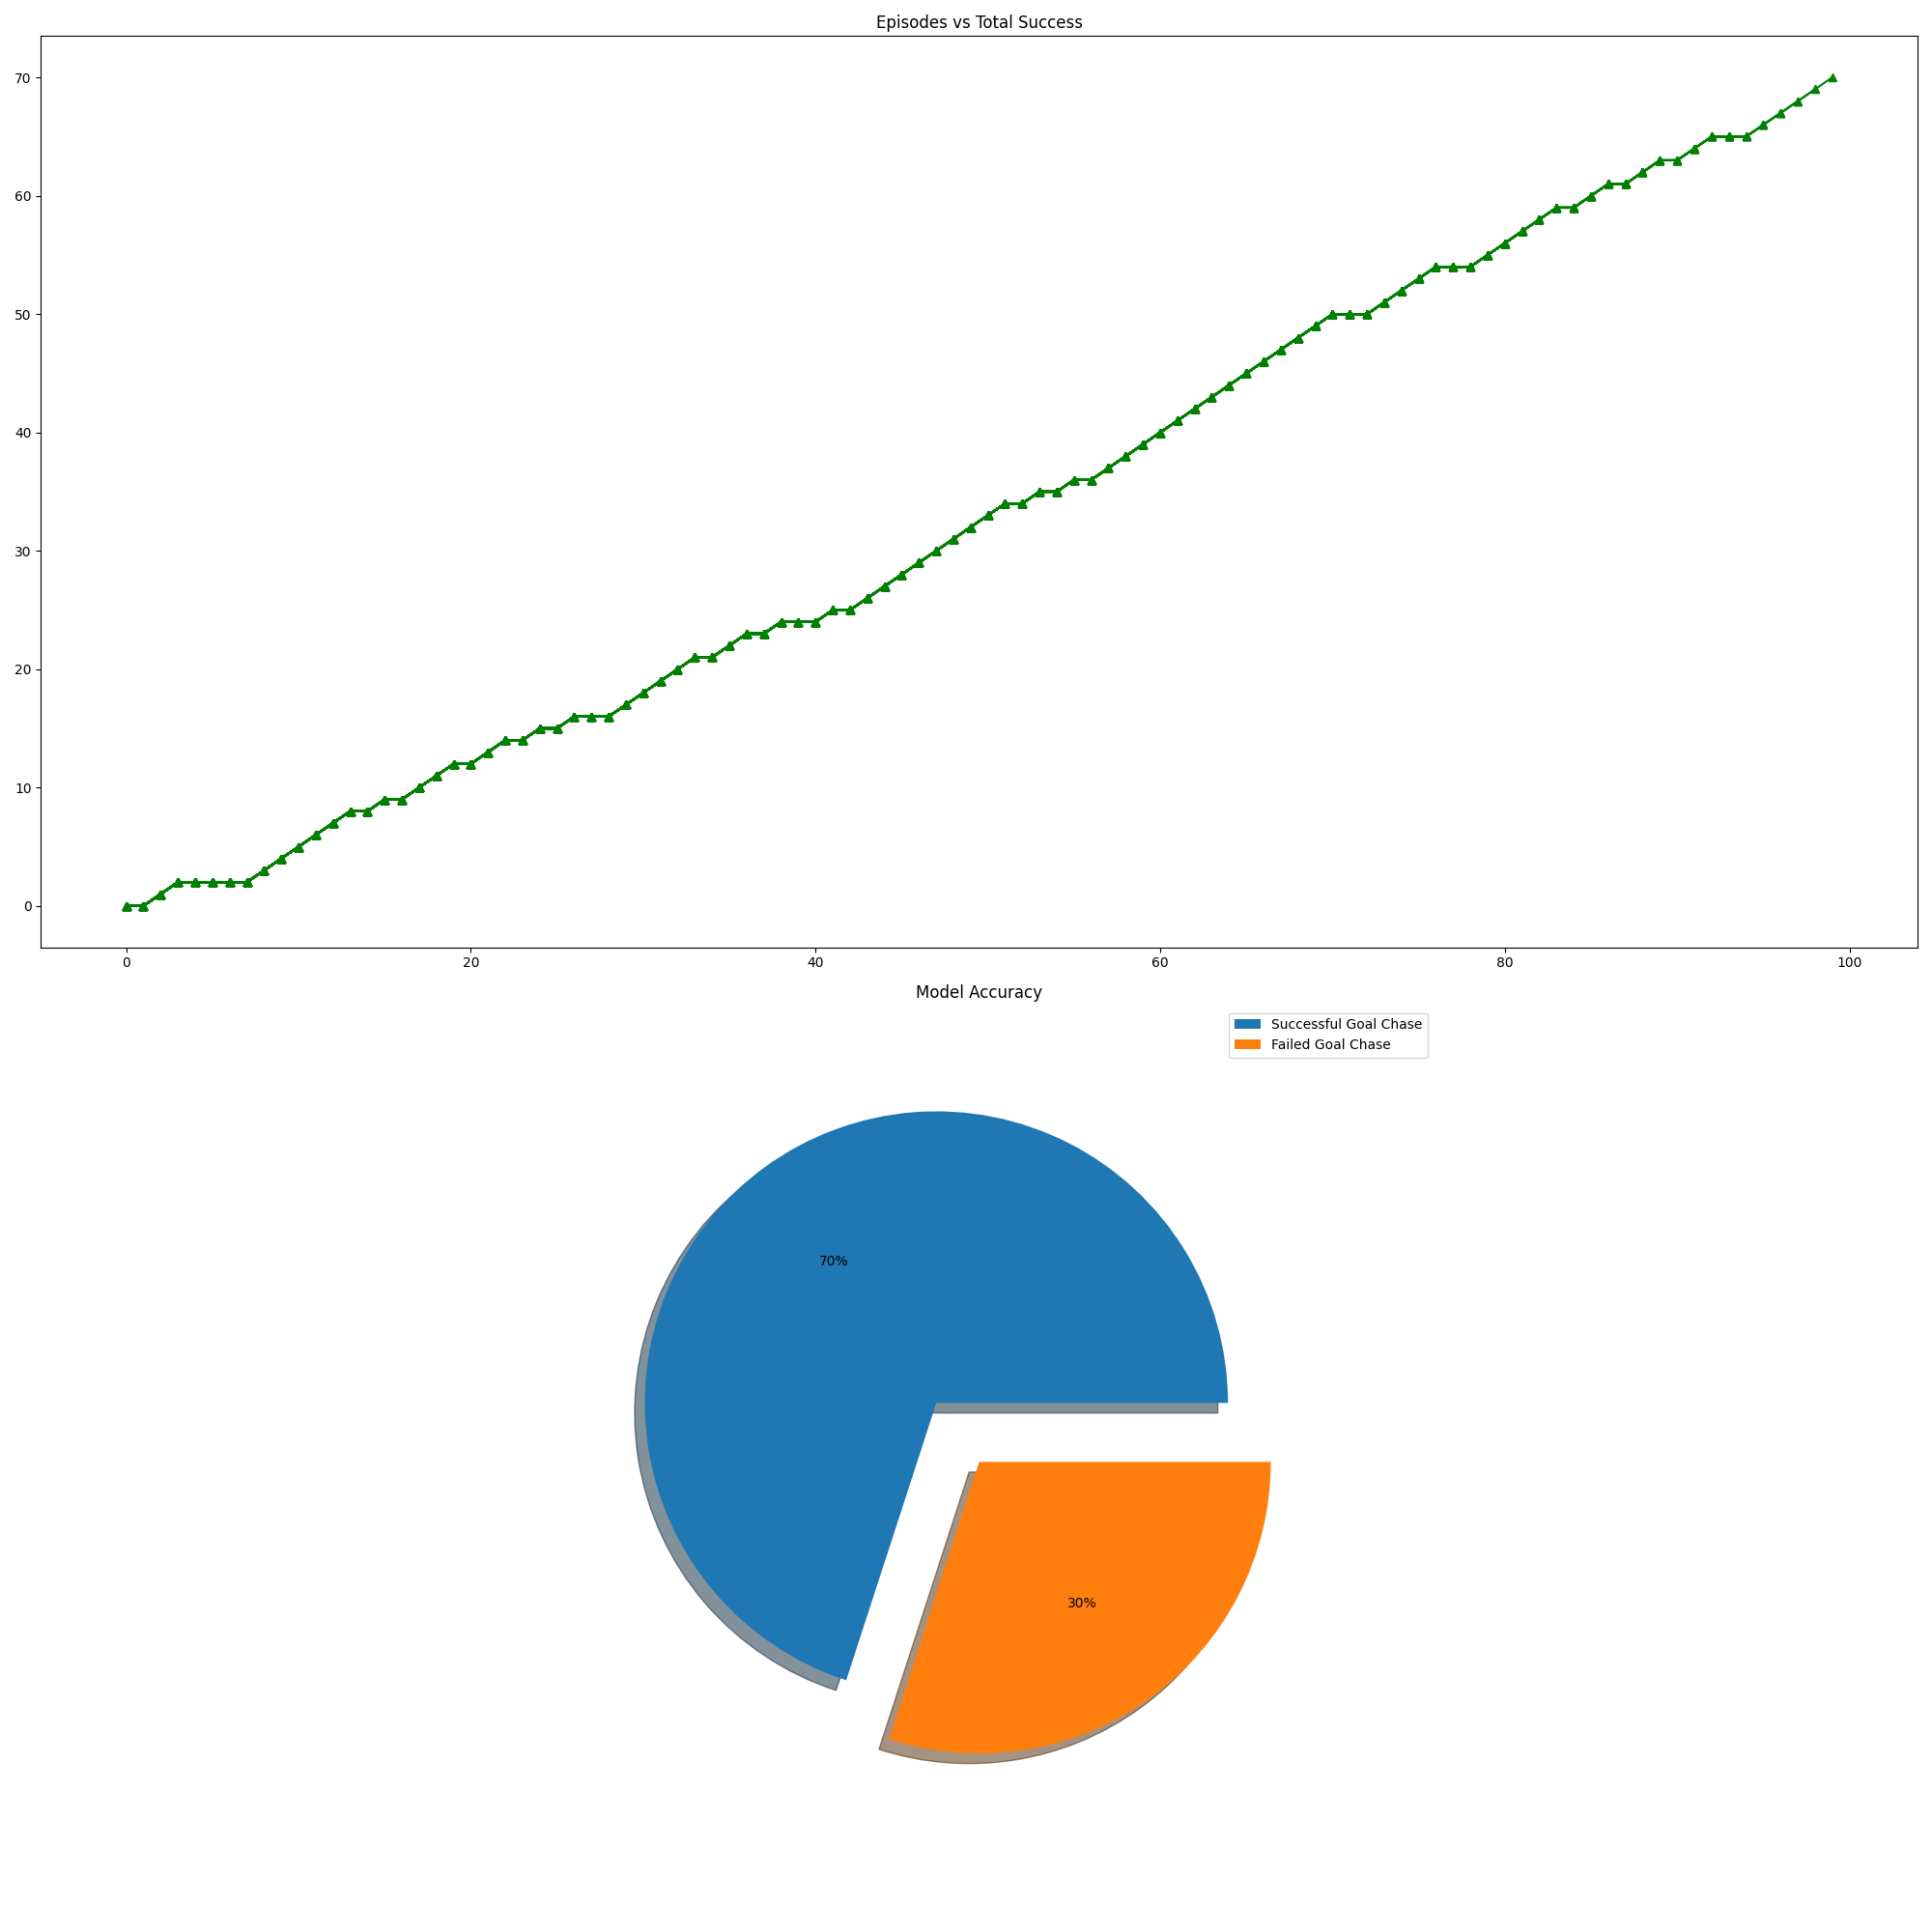 Episodes vs Total Success
70
60
50
40
30
20
10
0
0 20 40 60 80 100
Model Accuracy
Successful Goal Chase
Failed Goal Chase
70%
30%